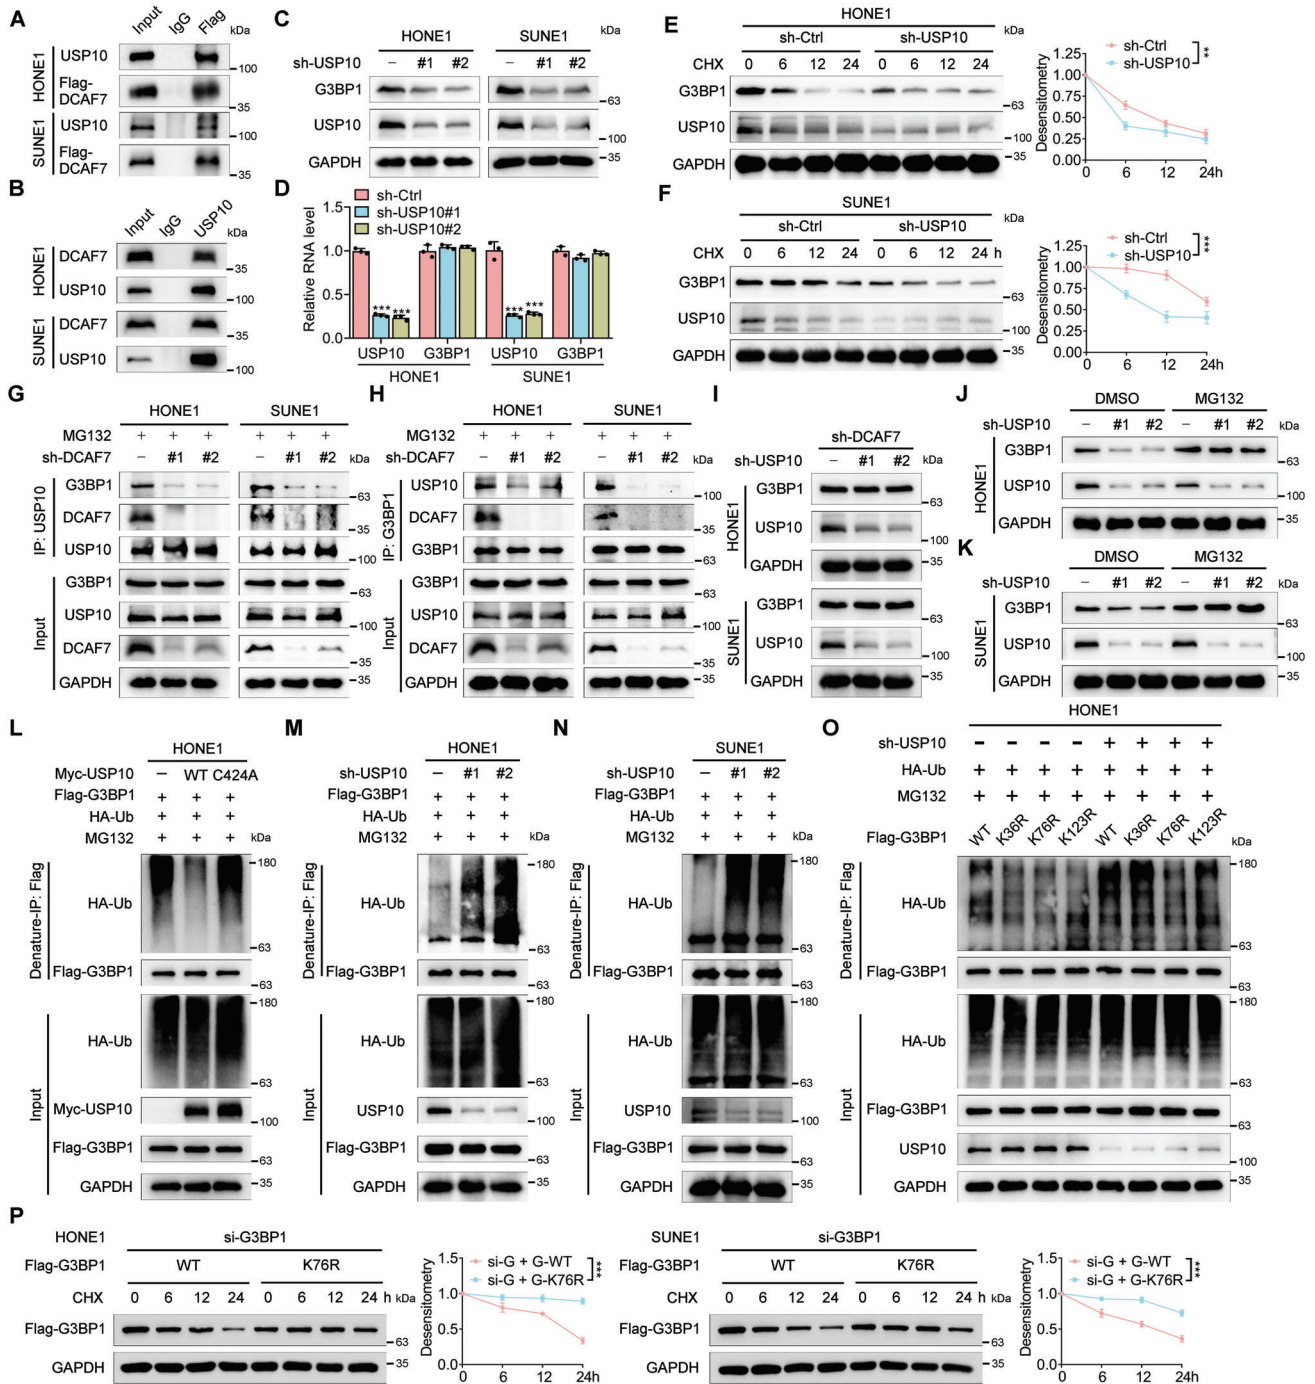 A
Input IgG Flag
kDa
HONE1
USP10
100
Flag-
DCAF7
35
SUNE1
USP10
100
Flag-
DCAF7
35
B
Input IgG USP10
kDa
HONE1
DCAF7
35
USP10
100
SUNE1
DCAF7
35
USP10
100
C
HONE1 SUNE1 kDa
sh-USP10 – #1 #2 – #1 #2
G3BP1
63
USP10
100
GAPDH
35
D
sh-Ctrl
sh-USP10#1
sh-USP10#2
Relative RNA level
1.5
1.0
0.5
0.0
*** *** *** ***
USP10 G3BP1 USP10 G3BP1
HONE1 SUNE1
E
HONE1
sh-Ctrl sh-USP10 kDa
CHX 0 6 12 24 0 6 12 24
G3BP1
63
USP10
100
GAPDH
35
sh-Ctrl
sh-USP10
**
Desensitometry
1.25
1.00
0.75
0.50
0.25
0.00
0 6 12 24h
F
SUNE1
sh-Ctrl sh-USP10 kDa
CHX 0 6 12 24 0 6 12 24 h
G3BP1
63
USP10
100
GAPDH
35
sh-Ctrl
sh-USP10
***
Desensitometry
1.25
1.00
0.75
0.50
0.25
0.00
0 6 12 24h
G
HONE1 SUNE1
MG132 + + + + + +
sh-DCAF7 – #1 #2 – #1 #2 kDa
IP: USP10
G3BP1
63
DCAF7
35
USP10
100
Input
G3BP1
63
USP10
100
DCAF7
35
GAPDH
35
H
HONE1 SUNE1
MG132 + + + + + +
sh-DCAF7 – #1 #2 – #1 #2 kDa
IP: G3BP1
USP10
100
DCAF7
35
G3BP1
63
Input
G3BP1
63
USP10
100
DCAF7
35
GAPDH
35
I
sh-DCAF7
sh-USP10 – #1 #2 kDa
HONE1
G3BP1
63
USP10
100
GAPDH
35
SUNE1
G3BP1
63
USP10
100
GAPDH
35
J
DMSO MG132
sh-USP10 – #1 #2 – #1 #2 kDa
HONE1
G3BP1
63
USP10
100
GAPDH
35
K
DMSO MG132
sh-USP10 – #1 #2 – #1 #2 kDa
SUNE1
G3BP1
63
USP10
100
GAPDH
35
L
HONE1
Myc-USP10 – WT C424A
Flag-G3BP1 + + +
HA-Ub + + +
MG132 + + + kDa
Denature-IP: Flag
180
HA-Ub
63
Flag-G3BP1
63
Input
180
HA-Ub
63
Myc-USP10
100
Flag-G3BP1
63
GAPDH
35
M
HONE1
sh-USP10 – #1 #2
Flag-G3BP1 + + +
HA-Ub + + +
MG132 + + + kDa
Denature-IP: Flag
180
HA-Ub
63
Flag-G3BP1
63
Input
180
HA-Ub
63
USP10
100
Flag-G3BP1
63
GAPDH
35
N
SUNE1
sh-USP10 – #1 #2
Flag-G3BP1 + + +
HA-Ub + + +
MG132 + + + kDa
Denature-IP: Flag
180
HA-Ub
63
Flag-G3BP1
63
Input
180
HA-Ub
63
USP10
100
Flag-G3BP1
63
GAPDH
35
O
HONE1
sh-USP10 – – – – + + + +
HA-Ub + + + + + + + +
MG132 + + + + + + + +
Flag-G3BP1 WT K36R K76R K123R WT K36R K76R K123R kDa
Denature-IP: Flag
180
HA-Ub
63
Flag-G3BP1
63
Input
180
HA-Ub
63
Flag-G3BP1
63
USP10
100
GAPDH
35
P
HONE1 si-G3BP1
Flag-G3BP1 WT K76R
CHX 0 6 12 24 0 6 12 24 h kDa
Flag-G3BP1
63
GAPDH
35
si-G + G-WT
si-G + G-K76R
***
Desensitometry
1.5
1.0
0.5
0.0
0 6 12 24h
SUNE1 si-G3BP1
Flag-G3BP1 WT K76R
CHX 0 6 12 24 0 6 12 24 h kDa
Flag-G3BP1
63
GAPDH
35
si-G + G-WT
si-G + G-K76R
***
Desensitometry
1.5
1.0
0.5
0.0
0 6 12 24h